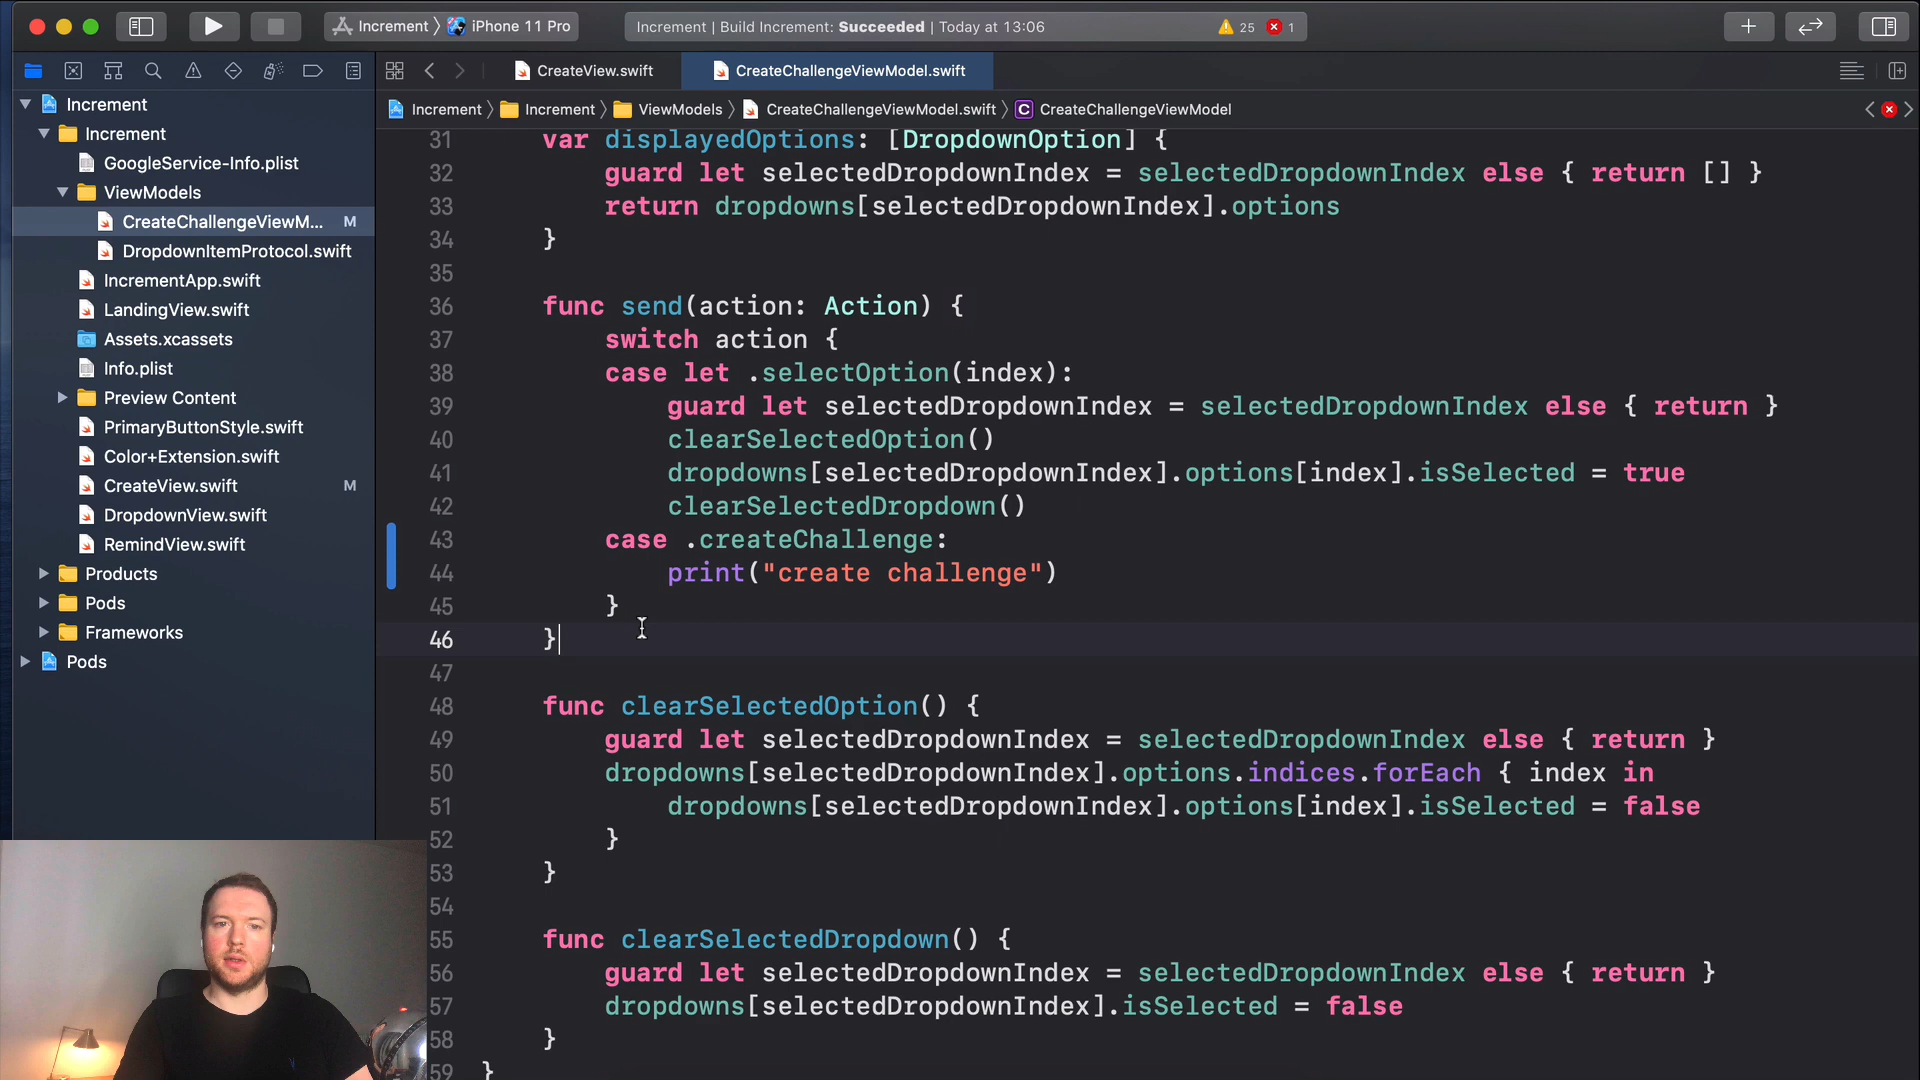 Increment
iPhone 11 Pro
Increment | Build Increment: Succeeded | Today at 13:06
25
1
CreateView.swift
CreateChallengeViewModel.swift
Increment
Increment
ViewModels
CreateChallengeViewModel.swift
C
CreateChallengeViewModel
Increment
Increment
GoogleService-Info.plist
ViewModels
CreateChallengeViewM... M
DropdownItemProtocol.swift
IncrementApp.swift
LandingView.swift
Assets.xcassets
Info.plist
Preview Content
PrimaryButtonStyle.swift
Color+Extension.swift
CreateView.swift M
DropdownView.swift
RemindView.swift
Products
Pods
Frameworks
Pods
31 var displayedOptions: [DropdownOption] {
32 guard let selectedDropdownIndex = selectedDropdownIndex else { return [] }
33 return dropdowns[selectedDropdownIndex].options
34 }
35
36 func send(action: Action) {
37 switch action {
38 case let .selectOption(index):
39 guard let selectedDropdownIndex = selectedDropdownIndex else { return }
40 clearSelectedOption()
41 dropdowns[selectedDropdownIndex].options[index].isSelected = true
42 clearSelectedDropdown()
43 case .createChallenge:
44 print("create challenge")
45 }
46 }
47
48 func clearSelectedOption() {
49 guard let selectedDropdownIndex = selectedDropdownIndex else { return }
50 dropdowns[selectedDropdownIndex].options.indices.forEach { index in
51 dropdowns[selectedDropdownIndex].options[index].isSelected = false
52 }
53 }
54
55 func clearSelectedDropdown() {
56 guard let selectedDropdownIndex = selectedDropdownIndex else { return }
57 dropdowns[selectedDropdownIndex].isSelected = false
58 }
59 }